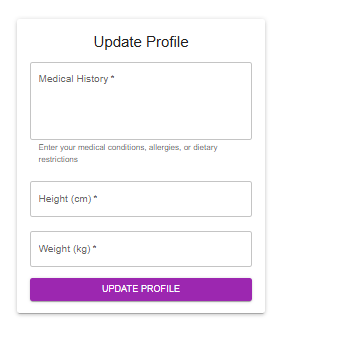 Update Profile
Medical History *
Enter your medical conditions, allergies, or dietary
restrictions
Height (cm) *
Weight (kg) *
UPDATE PROFILE